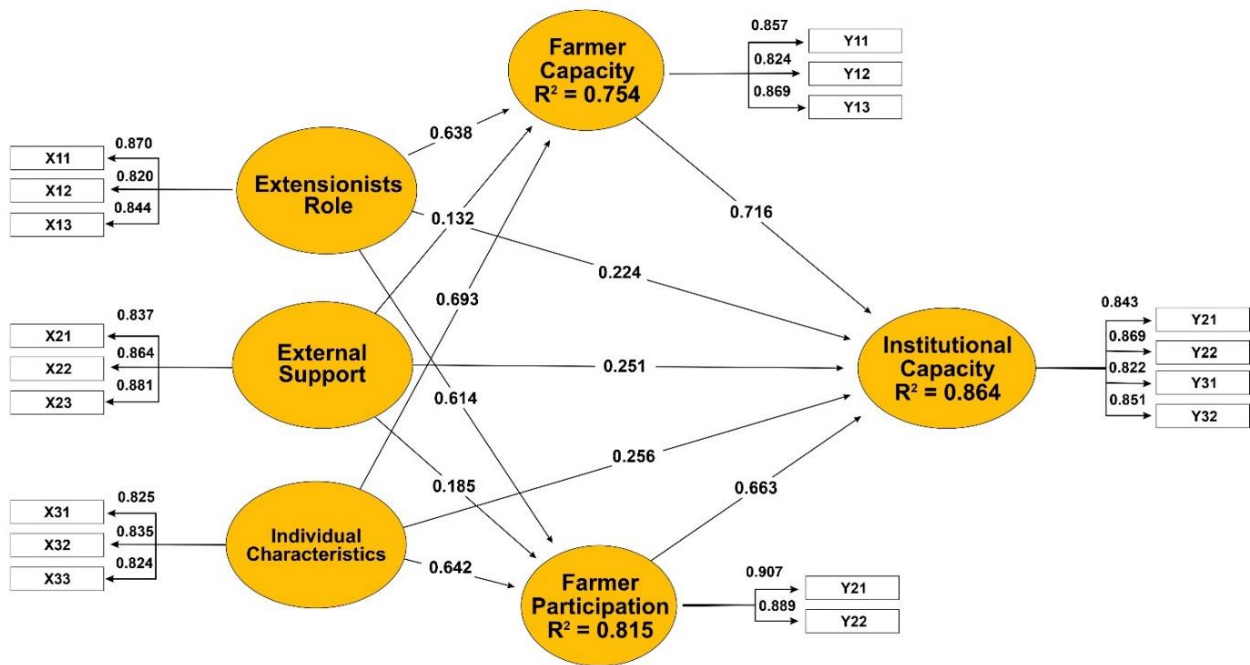 Farmer
Capacity
R² = 0.754
0.857
Y11
0.824
Y12
0.869
Y13
0.870
X11
0.820
X12
0.844
X13
Extensionists
Role
0.638
0.132
0.716
0.224
0.693
0.837
X21
0.864
X22
0.881
X23
External
Support
0.251
0.614
Institutional
Capacity
R² = 0.864
0.843
Y21
0.869
Y22
0.822
Y31
0.851
Y32
0.256
0.185
0.663
0.825
X31
0.835
X32
0.824
X33
Individual
Characteristics
0.642
Farmer
Participation
R² = 0.815
0.907
Y21
0.889
Y22